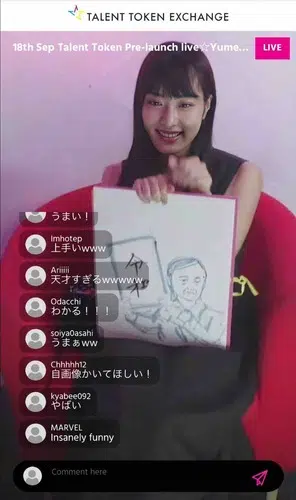 TALENT TOKEN EXCHANGE
18th Sep Talent Token Pre-launch live☆Yume...
LIVE
令和
うまい！
Imhotep
上手いwww
Ariiiii
天才すぎるwwwww
Odacchi
わかる！！！
soiya0asahi
うまぁww
Chhhhh12
自画像かいてほしい！
kyabee092
やばい
MARVEL
Insanely funny
Comment here